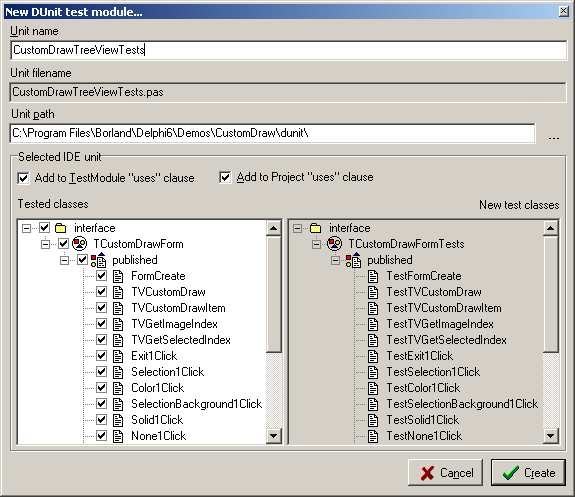 New DUnit test module...
Unit name
CustomDrawTreeViewTests
Unit filename
CustomDrawTreeViewTests.pas
Unit path
C:\Program Files\Borland\Delphi6\Demos\CustomDraw\dunit\
...
Selected IDE unit
Add to TestModule "uses" clause
Add to Project "uses" clause
Tested classes
New test classes
interface
TCustomDrawForm
published
FormCreate
TVCustomDraw
TVCustomDrawItem
TVGetImageIndex
TVGetSelectedIndex
Exit1Click
Selection1Click
Color1Click
SelectionBackground1Click
Solid1Click
None1Click
interface
TCustomDrawFormTests
published
TestFormCreate
TestTVCustomDraw
TestTVCustomDrawItem
TestTVGetImageIndex
TestTVGetSelectedIndex
TestExit1Click
TestSelection1Click
TestColor1Click
TestSelectionBackground1Click
TestSolid1Click
TestNone1Click
Cancel
Create